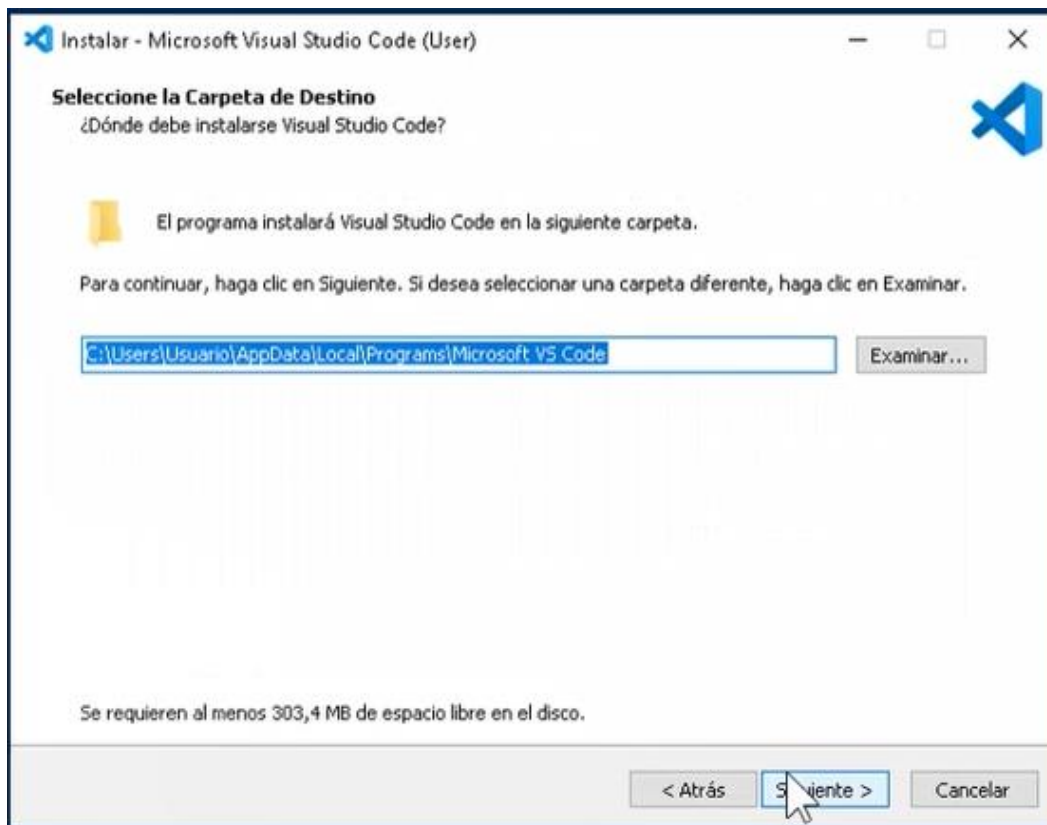 Instalar - Microsoft Visual Studio Code (User)
Seleccione la Carpeta de Destino
¿Dónde debe instalarse Visual Studio Code?
El programa instalará Visual Studio Code en la siguiente carpeta.
Para continuar, haga clic en Siguiente. Si desea seleccionar una carpeta diferente, haga clic en Examinar.
C:\Users\Usuario\AppData\Local\Programs\Microsoft VS Code
Examinar...
Se requieren al menos 303,4 MB de espacio libre en el disco.
< Atrás
Siguiente >
Cancelar